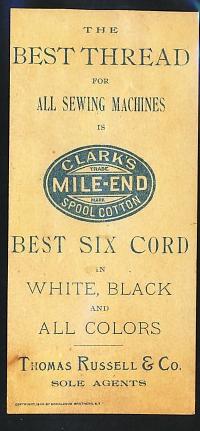 THE
BEST THREAD
FOR
ALL SEWING MACHINES
IS
CLARK'S
TRADE
MILE-END
MARK
SPOOL COTTON
BEST SIX CORD
IN
WHITE, BLACK
AND
ALL COLORS
THOMAS RUSSELL & CO.
SOLE AGENTS